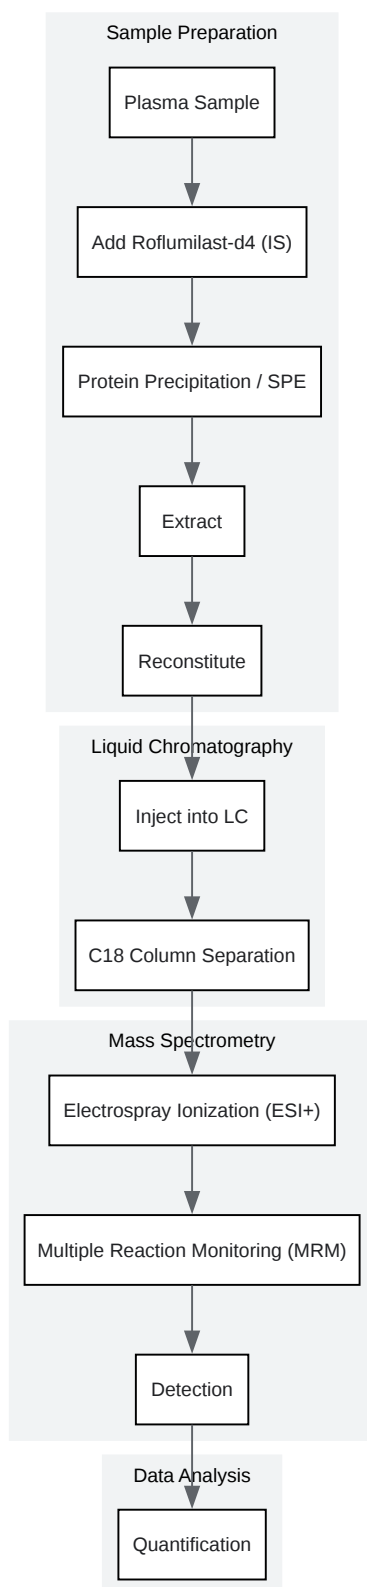 Sample Preparation
Plasma Sample
Add Roflumilast-d4 (IS)
Protein Precipitation / SPE
Extract
Reconstitute
Liquid Chromatography
Inject into LC
C18 Column Separation
Mass Spectrometry
Electrospray Ionization (ESI+)
Multiple Reaction Monitoring (MRM)
Detection
Data Analysis
Quantification